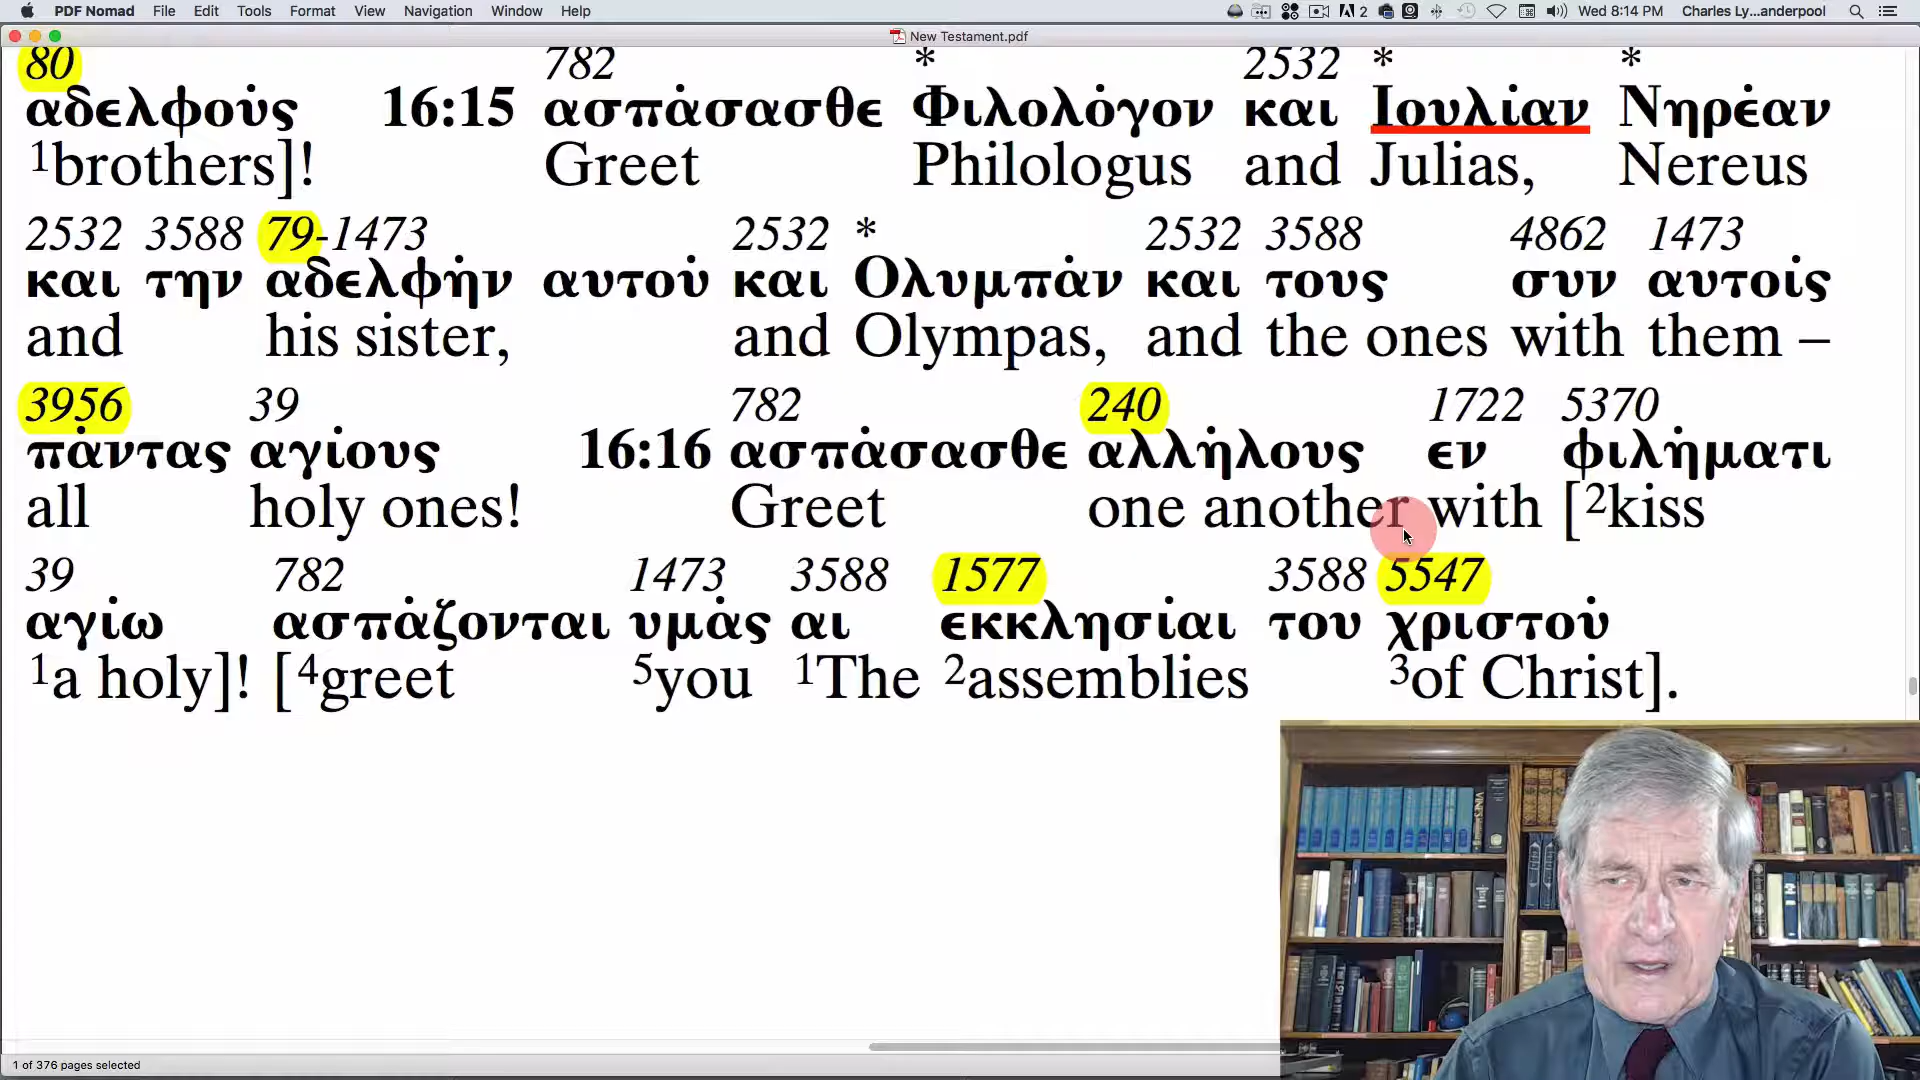 PDF Nomad File Edit Tools Format View Navigation Window Help 2 Wed 8:14 PM Charles Ly...anderpool
New Testament.pdf
80 782 * 2532 * *
αδελφούς 16:15 ασπάσασθε Φιλολόγον και Ιουλίαν Νηρέαν
1brothers]! Greet Philologus and Julias, Nereus
2532 3588 79-1473 2532 * 2532 3588 4862 1473
και την αδελφήν αυτού και Ολυμπάν και τους συν αυτοίς
and his sister, and Olympas, and the ones with them –
3956 39 782 240 1722 5370
πάντας αγίους 16:16 ασπάσασθε αλλήλους εν φιλήματι
all holy ones! Greet one another with [2kiss
39 782 1473 3588 1577 3588 5547
αγίω ασπάζονται υμάς αι εκκλησίαι του χριστού
1a holy]! [4greet 5you 1The 2assemblies 3of Christ].
1 of 376 pages selected